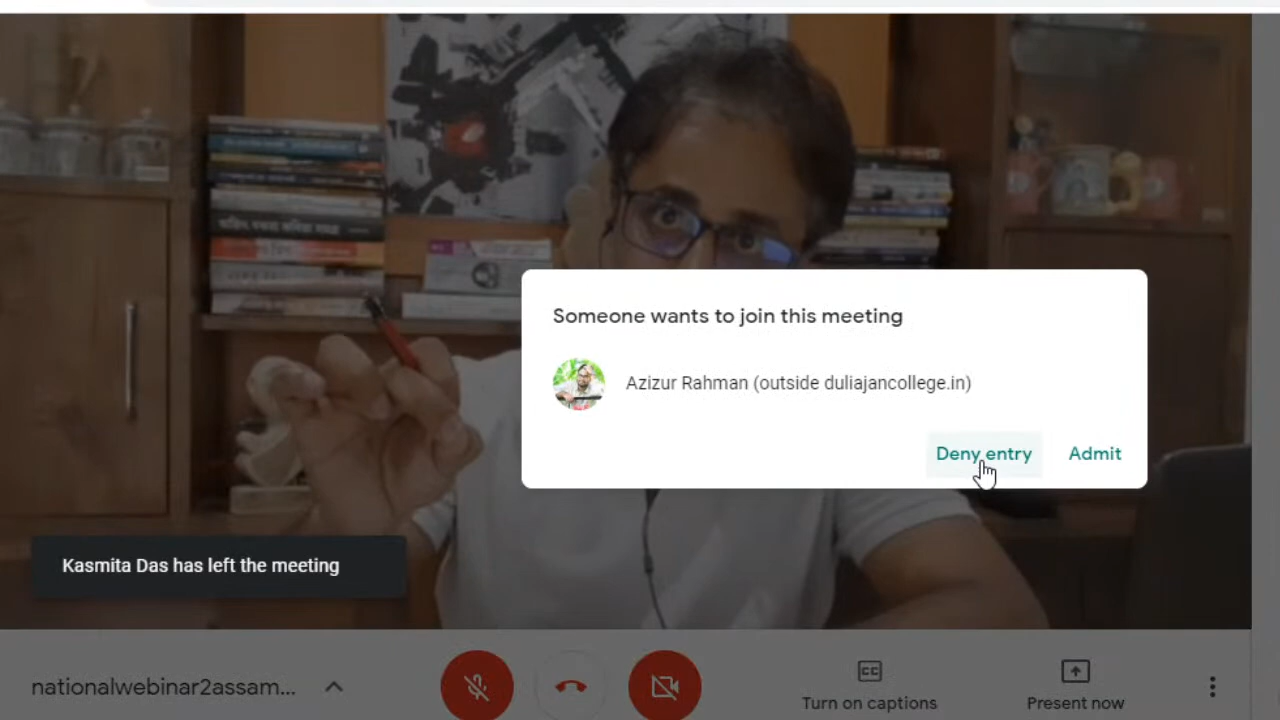 Someone wants to join this meeting
Azizur Rahman (outside duliajancollege.in)
Deny entry
Admit
Kasmita Das has left the meeting
nationalwebinar2assam...
CC
Turn on captions
Present now